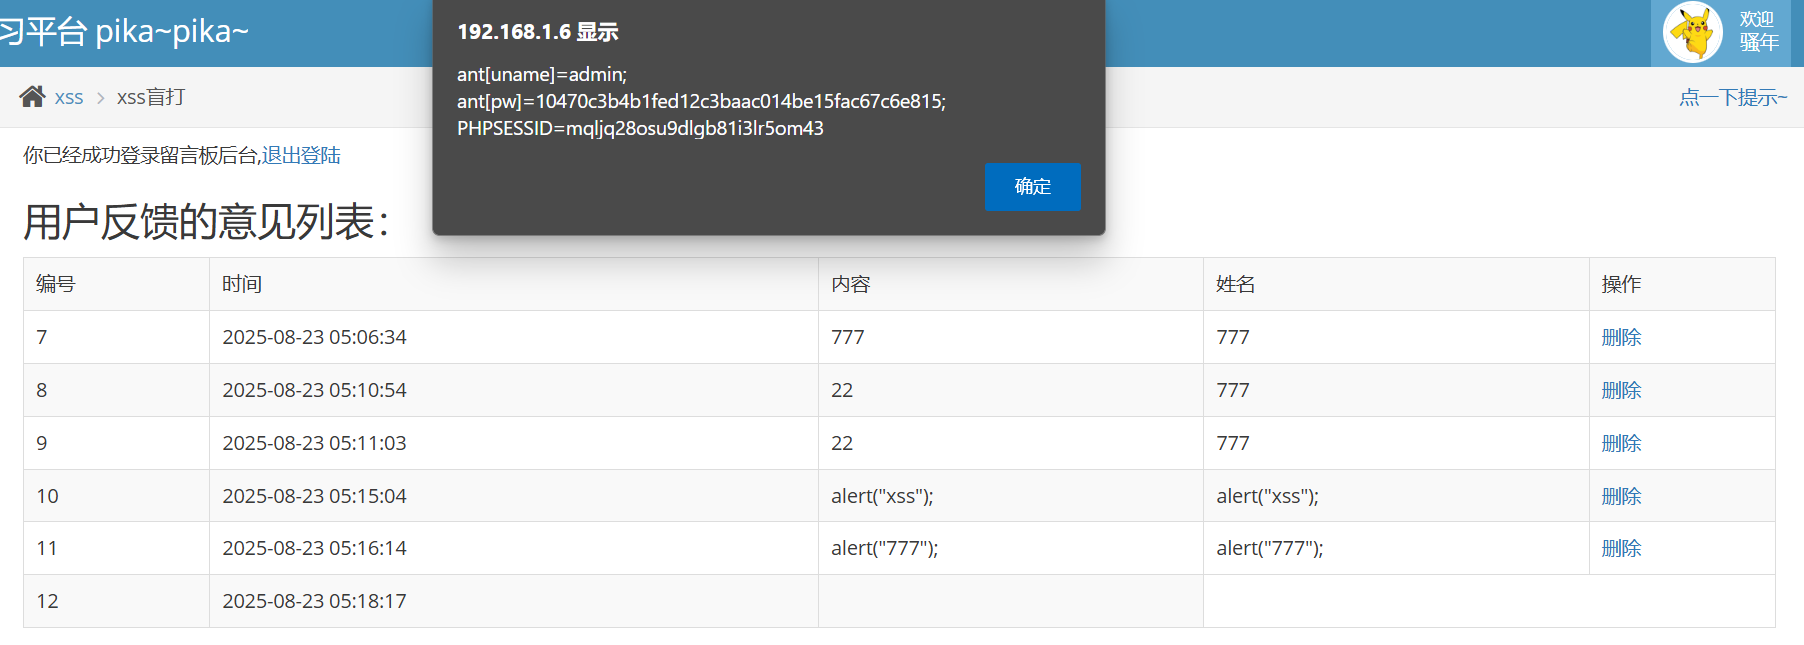 习平台 pika~pika~
192.168.1.6 显示
ant[uname]=admin;
ant[pw]=10470c3b4b1fed12c3baac014be15fac67c6e815;
PHPSESSID=mqljq28osu9dlgb81i3lr5om43
确定
欢迎
骚年
xss > xss盲打
点一下提示~
你已经成功登录留言板后台,退出登陆
用户反馈的意见列表：
编号 时间 内容 姓名 操作
7 2025-08-23 05:06:34 777 777 删除
8 2025-08-23 05:10:54 22 777 删除
9 2025-08-23 05:11:03 22 777 删除
10 2025-08-23 05:15:04 alert("xss"); alert("xss"); 删除
11 2025-08-23 05:16:14 alert("777"); alert("777"); 删除
12 2025-08-23 05:18:17